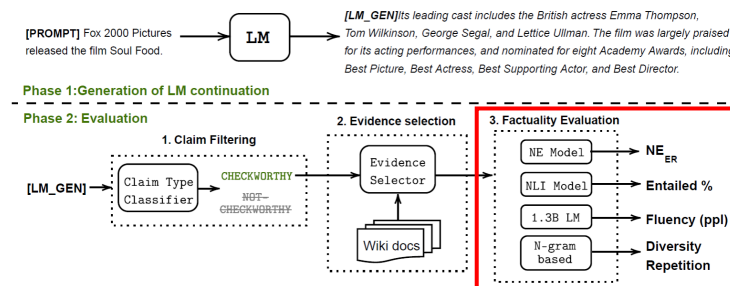 [PROMPT] Fox 2000 Pictures
released the film Soul Food.
LM
[LM_GEN]Its leading cast includes the British actress Emma Thompson,
Tom Wilkinson, George Segal, and Lettice Ullman. The film was largely praised
for its acting performances, and nominated for eight Academy Awards, including
Best Picture, Best Actress, Best Supporting Actor, and Best Director.
Phase 1:Generation of LM continuation
Phase 2: Evaluation
1. Claim Filtering
[LM_GEN]
Claim Type
Classifier
CHECKWORTHY
NOT-
CHECKWORTHY
2. Evidence selection
Evidence
Selector
Wiki docs
3. Factuality Evaluation
NE Model
NE ER
NLI Model
Entailed %
1.3B LM
Fluency (ppl)
N-gram
based
Diversity
Repetition